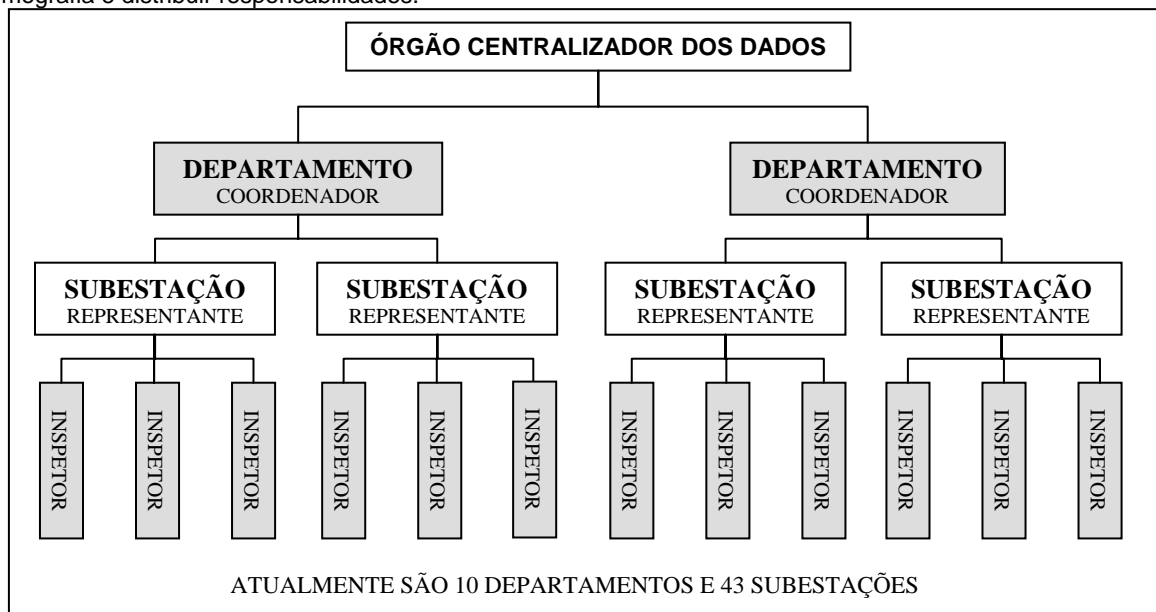 ÓRGÃO CENTRALIZADOR DOS DADOS
DEPARTAMENTO
COORDENADOR
DEPARTAMENTO
COORDENADOR
SUBESTAÇÃO
REPRESENTANTE
SUBESTAÇÃO
REPRESENTANTE
SUBESTAÇÃO
REPRESENTANTE
SUBESTAÇÃO
REPRESENTANTE
INSPETOR
INSPETOR
INSPETOR
INSPETOR
INSPETOR
INSPETOR
INSPETOR
INSPETOR
INSPETOR
INSPETOR
INSPETOR
INSPETOR
ATUALMENTE SÃO 10 DEPARTAMENTOS E 43 SUBESTAÇÕES